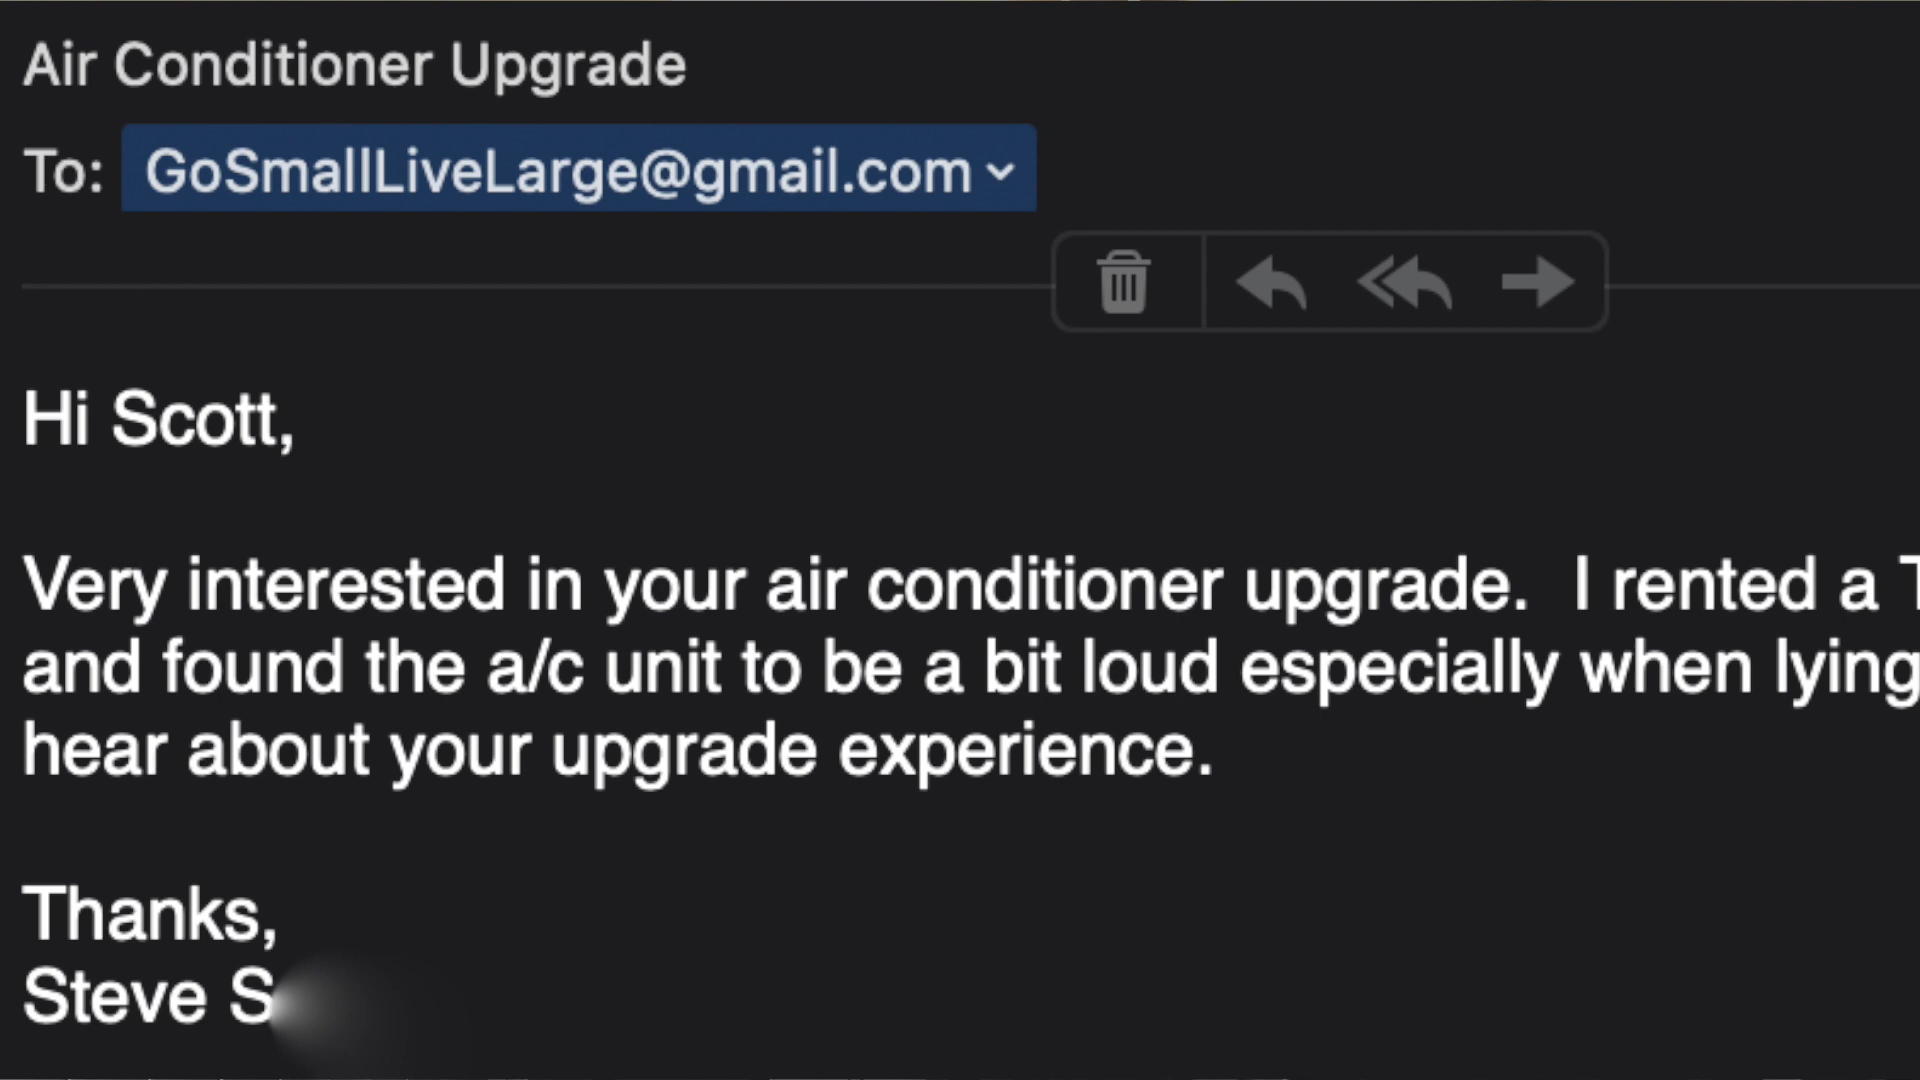 Air Conditioner Upgrade
To: GoSmallLiveLarge@gmail.com
Hi Scott,
Very interested in your air conditioner upgrade.  I rented a
and found the a/c unit to be a bit loud especially when lying
hear about your upgrade experience.
Thanks,
Steve S